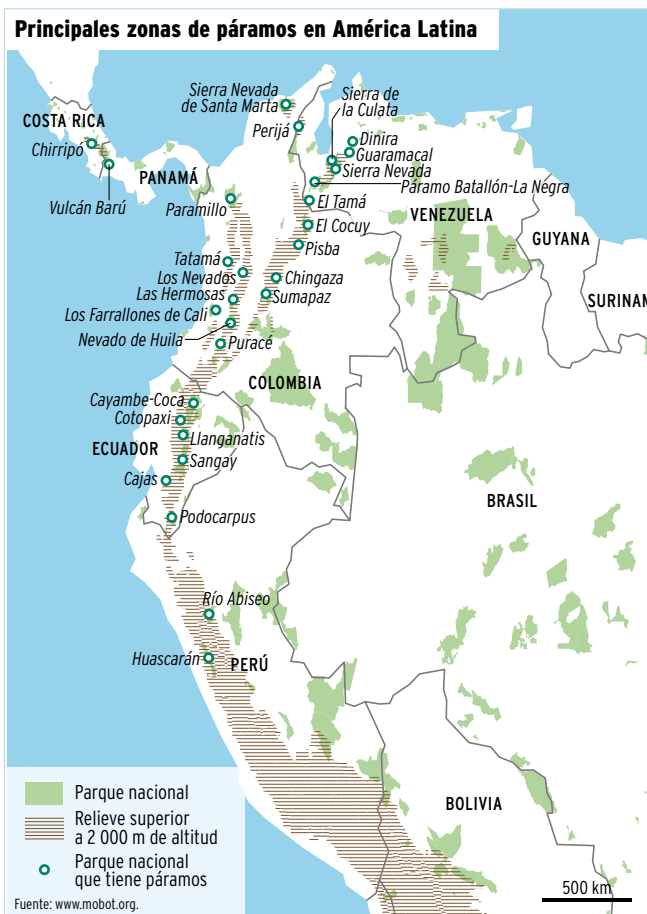 Principales zonas de páramos en América Latina
Sierra Nevada
de Santa Marta
Sierra de
la Culata
COSTA RICA
Perijá
Dinira
Chirripó
Guaramacal
Sierra Nevada
PANAMÁ
Páramo Batallón-La Negra
Vulcán Barú
Paramillo
El Tamá
VENEZUELA
El Cocuy
GUYANA
Pisba
Tatamá
Los Nevados
Chingaza
SURINAM
Las Hermosas
Sumapaz
Los Farrallones de Cali
Nevado de Huila
Puracé
COLOMBIA
Cayambe-Coca
Cotopaxi
ECUADOR
Llanganatis
Sangay
Cajas
BRASIL
Podocarpus
Río Abiseo
Huascarán
PERÚ
Parque nacional
Relieve superior
a 2 000 m de altitud
BOLIVIA
Parque nacional
que tiene páramos
500 km
Fuente: www.mobot.org.